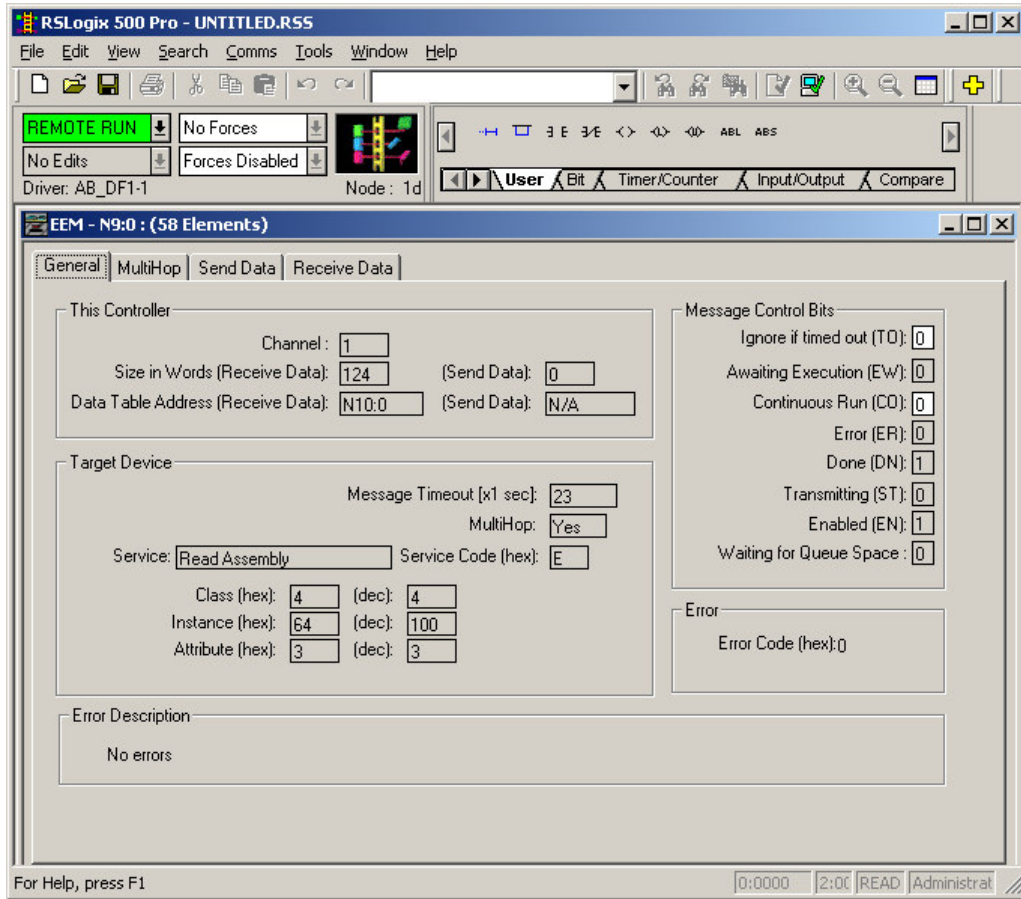 RSLogix 500 Pro - UNTITLED.RSS
File Edit View Search Comms Tools Window Help
REMOTE RUN No Forces
No Edits Forces Disabled
Driver: AB_DF1-1 Node: 1d
ABL ABS
User Bit Timer/Counter Input/Output Compare
EEM - N9:0 : (58 Elements)
General MultiHop Send Data Receive Data
This Controller
Channel : 1
Size in Words (Receive Data): 124 (Send Data): 0
Data Table Address (Receive Data): N10:0 (Send Data): N/A
Target Device
Message Timeout [x1 sec]: 23
MultiHop: Yes
Service: Read Assembly Service Code (hex): E
Class (hex): 4 (dec): 4
Instance (hex): 64 (dec): 100
Attribute (hex): 3 (dec): 3
Message Control Bits
Ignore if timed out (TO): 0
Awaiting Execution (EW): 0
Continuous Run (CO): 0
Error (ER): 0
Done (DN): 1
Transmitting (ST): 0
Enabled (EN): 1
Waiting for Queue Space : 0
Error
Error Code (hex):0
Error Description
No errors
For Help, press F1 0:0000 READ Administrat